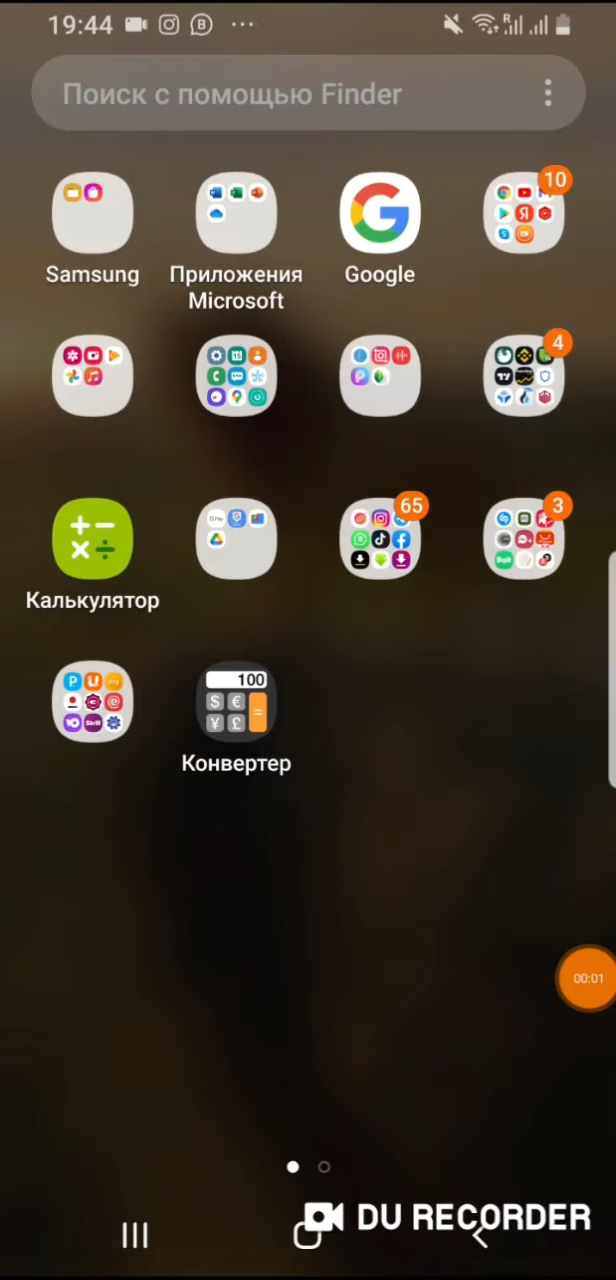 19:44
Поиск с помощью Finder
10
Samsung
Приложения
Microsoft
Google
4
65
3
Калькулятор
100
$ €
¥ £ =
Конвертер
00:01
DU RECORDER